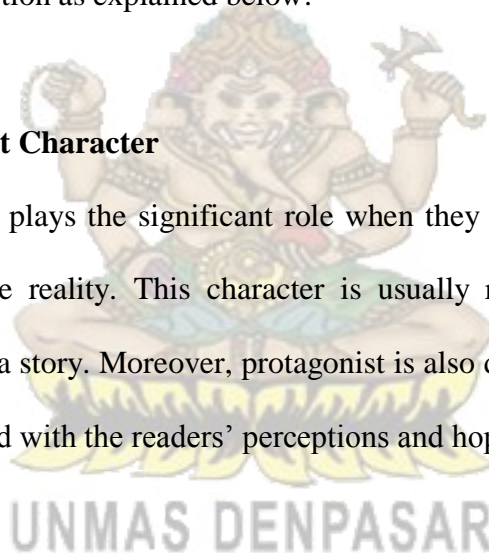 tion as explained below:
t Character
plays the significant role when they
e reality. This character is usually
a story. Moreover, protagonist is also
d with the readers' perceptions and
UNMAS DENPASAR